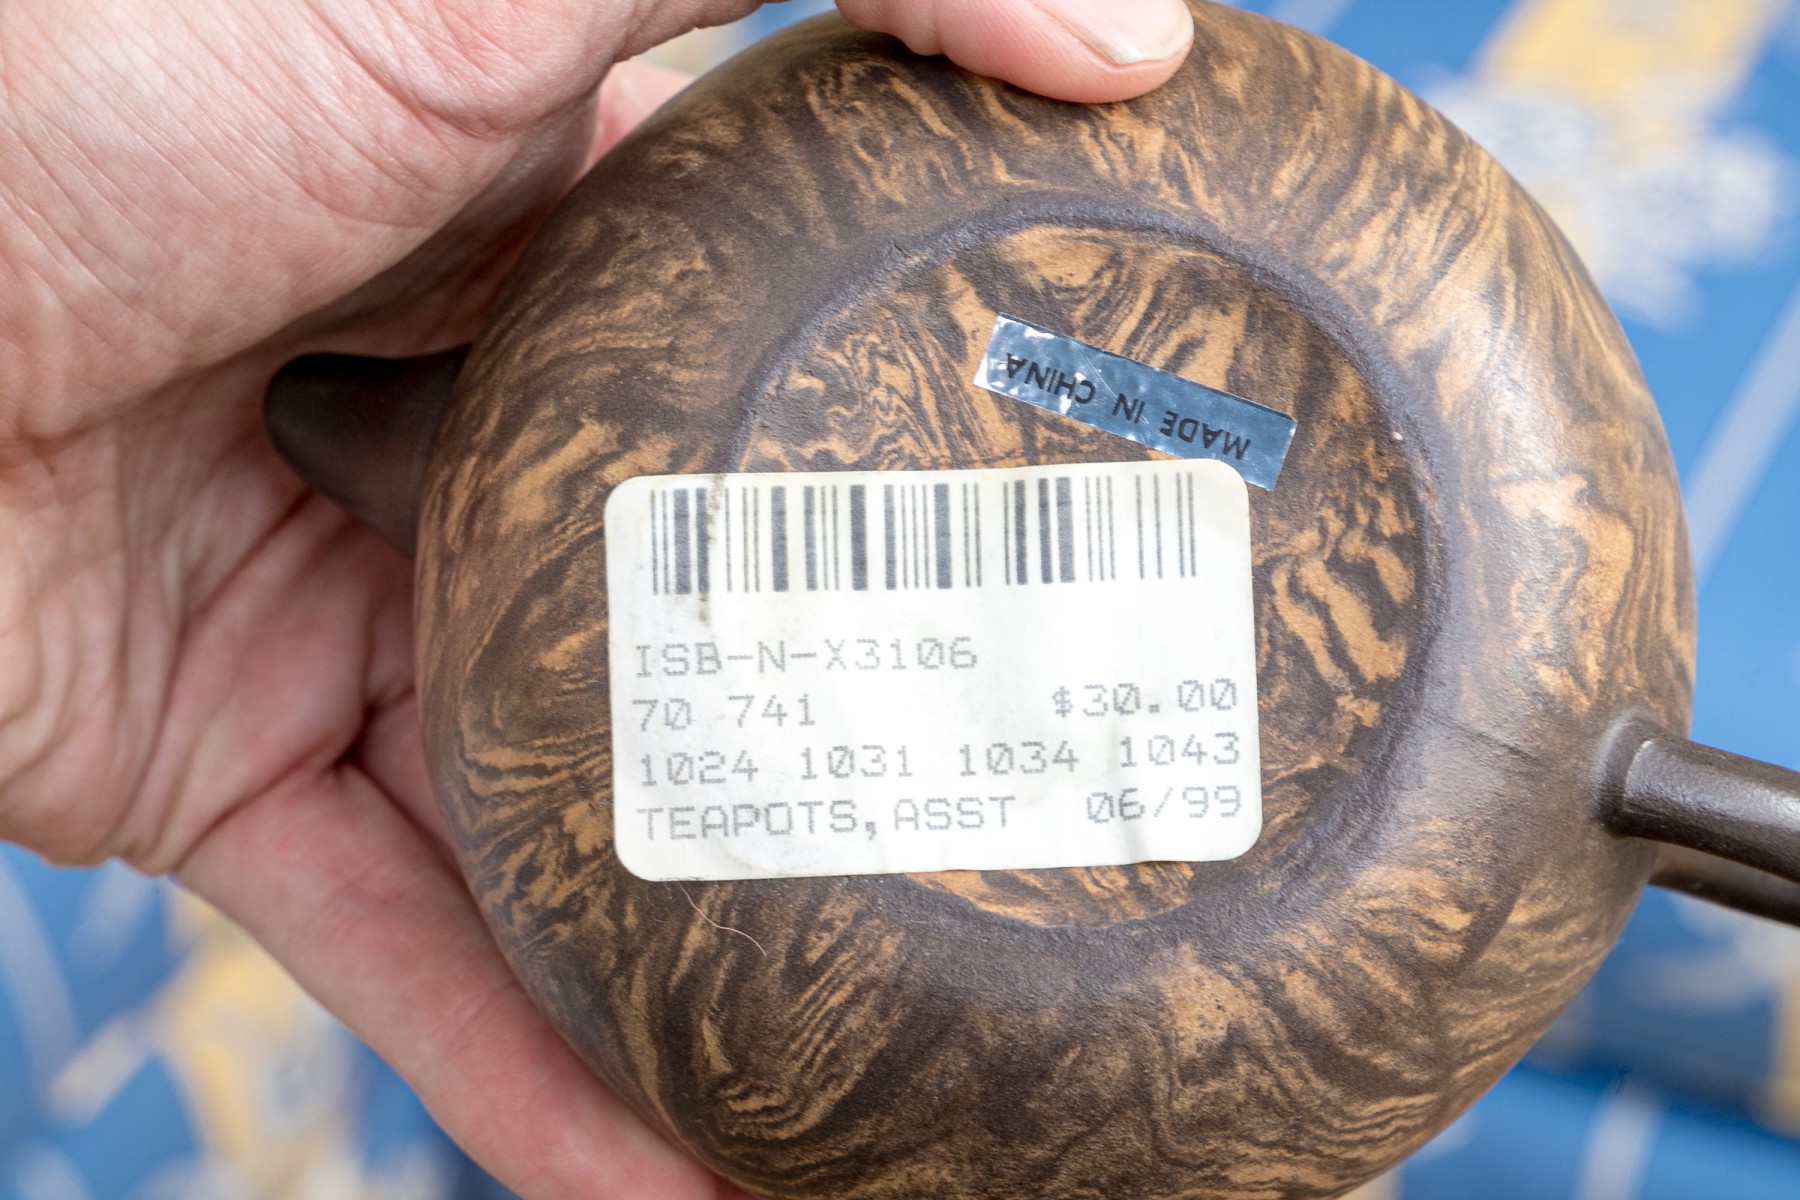 MADE IN CHINA
ISB-N-X3106
70 741 $30.00
1024 1031 1034 1043
TEAPOTS, ASST 06/99